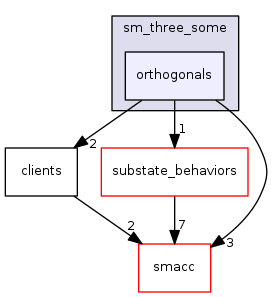 sm_three_some
orthogonals
2
1
clients
substate_behaviors
2
7
3
smacc